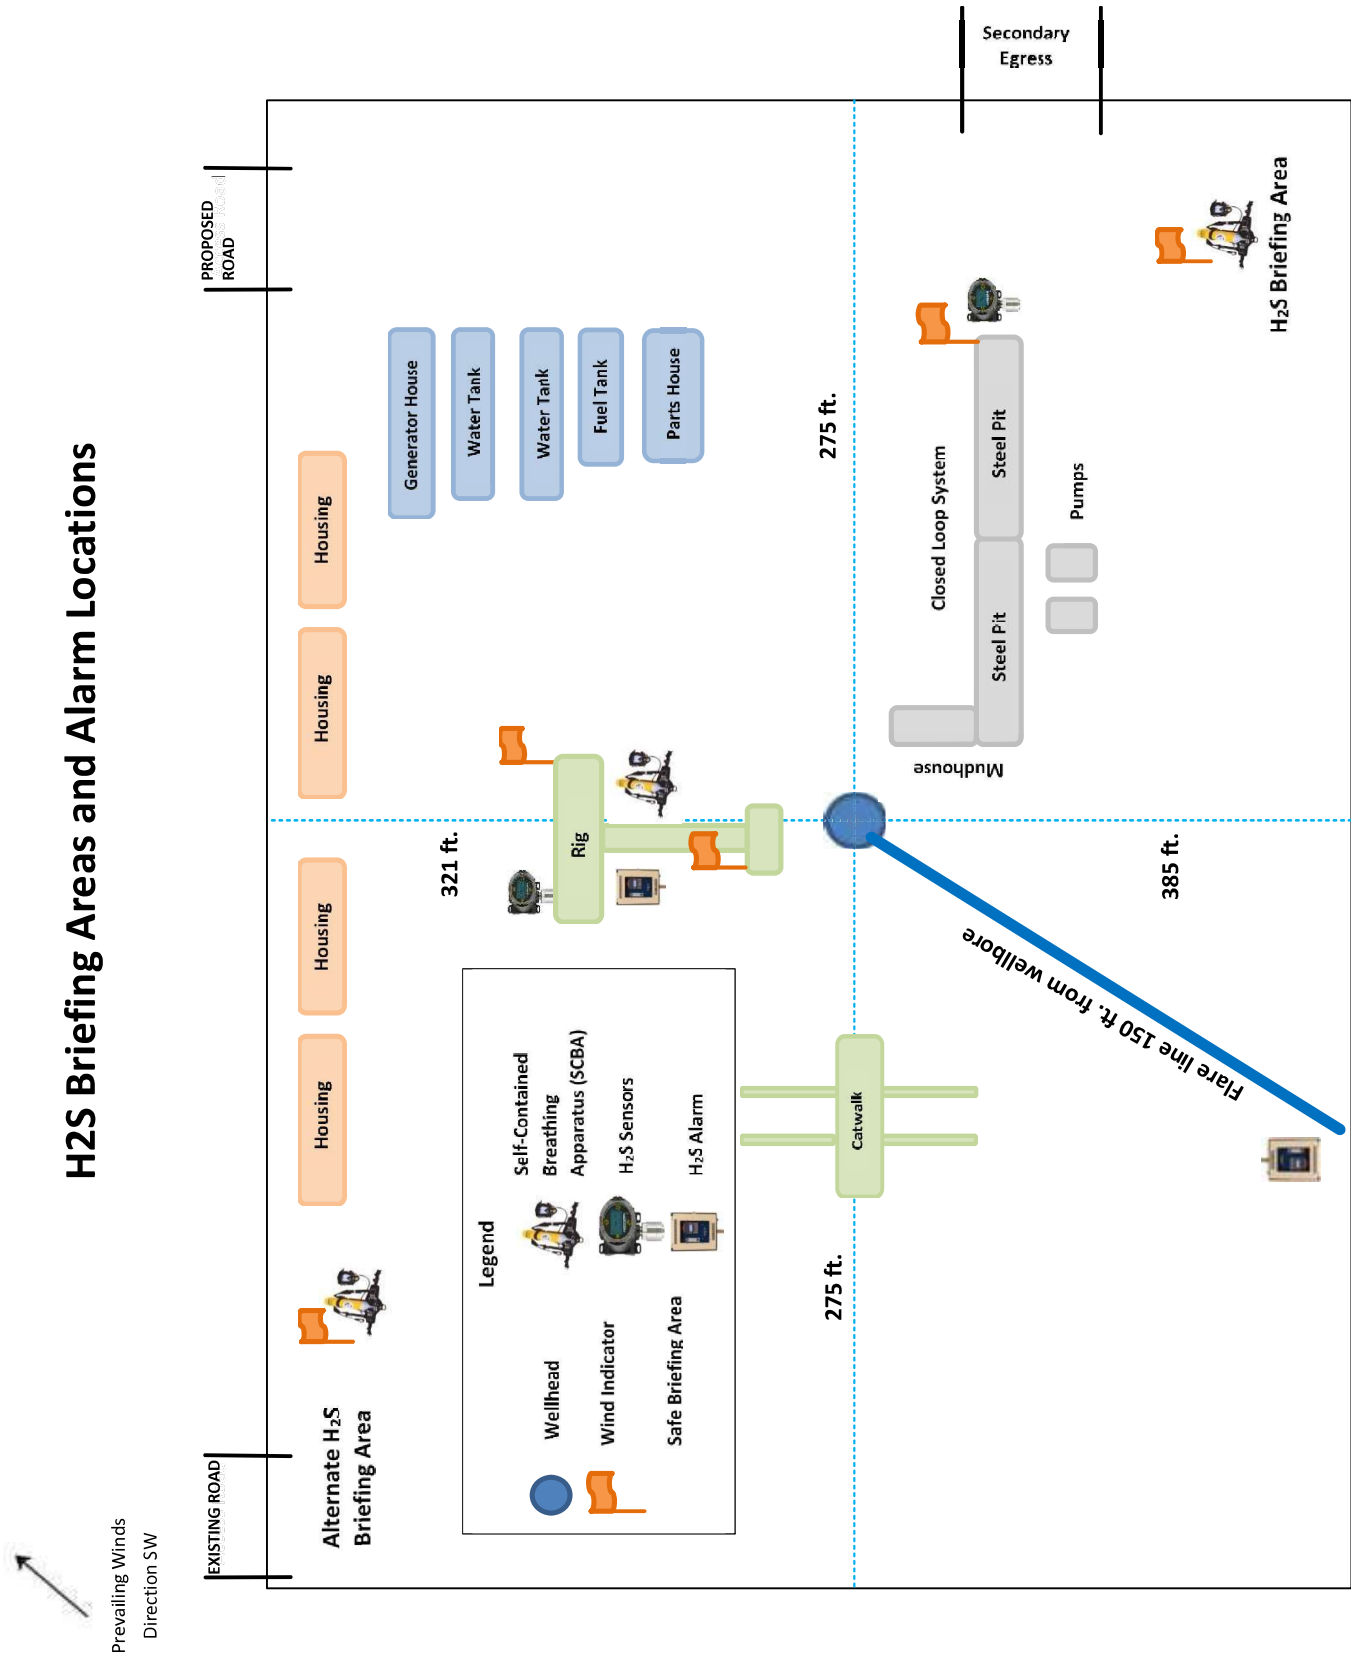 H2S Briefing Areas and Alarm Locations
Prevailing Winds
Direction SW
EXISTING ROAD
PROPOSED
ROAD
Secondary
Egress
Alternate H₂S
Briefing Area
Housing
Housing
Housing
Housing
Generator House
Water Tank
Water Tank
Fuel Tank
Parts House
321 ft.
Rig
Legend
Wellhead
Wind Indicator
Safe Briefing Area
Self-Contained
Breathing
Apparatus (SCBA)
H₂S Sensors
H₂S Alarm
275 ft.
275 ft.
Catwalk
Mudhouse
Closed Loop System
Steel Pit
Steel Pit
Pumps
385 ft.
Flare line 150 ft. from wellbore
H₂S Briefing Area